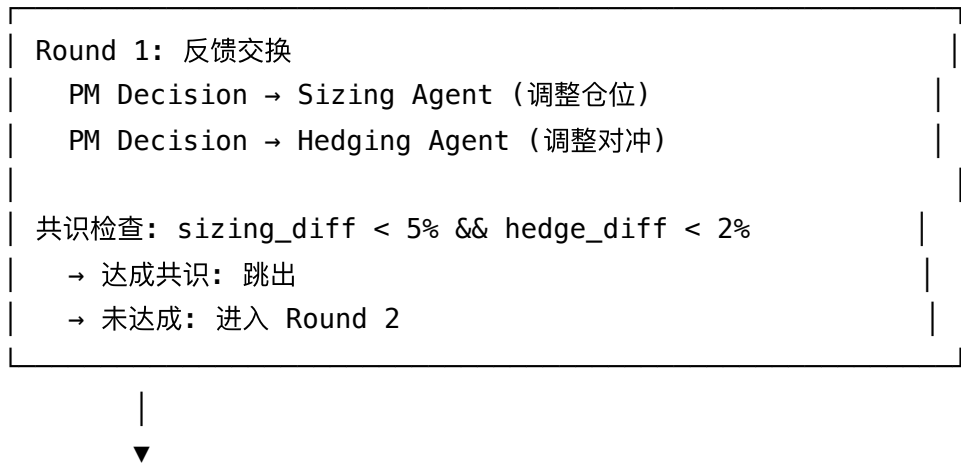 Round 1: 反馈交换
PM Decision → Sizing Agent (调整仓位)
PM Decision → Hedging Agent (调整对冲)
共识检查: sizing_diff < 5% && hedge_diff < 2%
→ 达成共识: 跳出
→ 未达成: 进入 Round 2